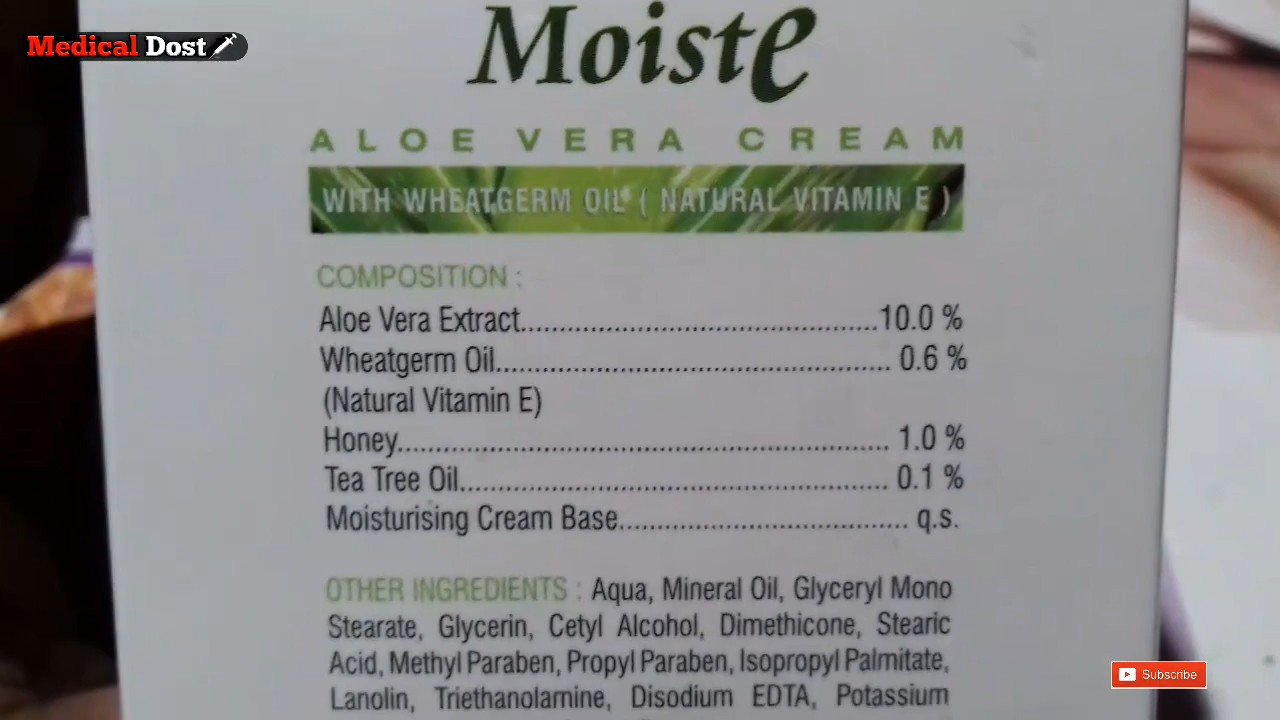 Medical Dost
Moiste
ALOE VERA CREAM
WITH WHEATGERM OIL ( NATURAL VITAMIN E )
COMPOSITION :
Aloe Vera Extract............................................10.0 %
Wheatgerm Oil................................................ 0.6 %
(Natural Vitamin E)
Honey............................................................ 1.0 %
Tea Tree Oil.................................................... 0.1 %
Moisturising Cream Base.................................. q.s.
OTHER INGREDIENTS : Aqua, Mineral Oil, Glyceryl Mono
Stearate, Glycerin, Cetyl Alcohol, Dimethicone, Stearic
Acid, Methyl Paraben, Propyl Paraben, Isopropyl Palmitate,
Lanolin, Triethanolamine, Disodium EDTA, Potassium
Subscribe